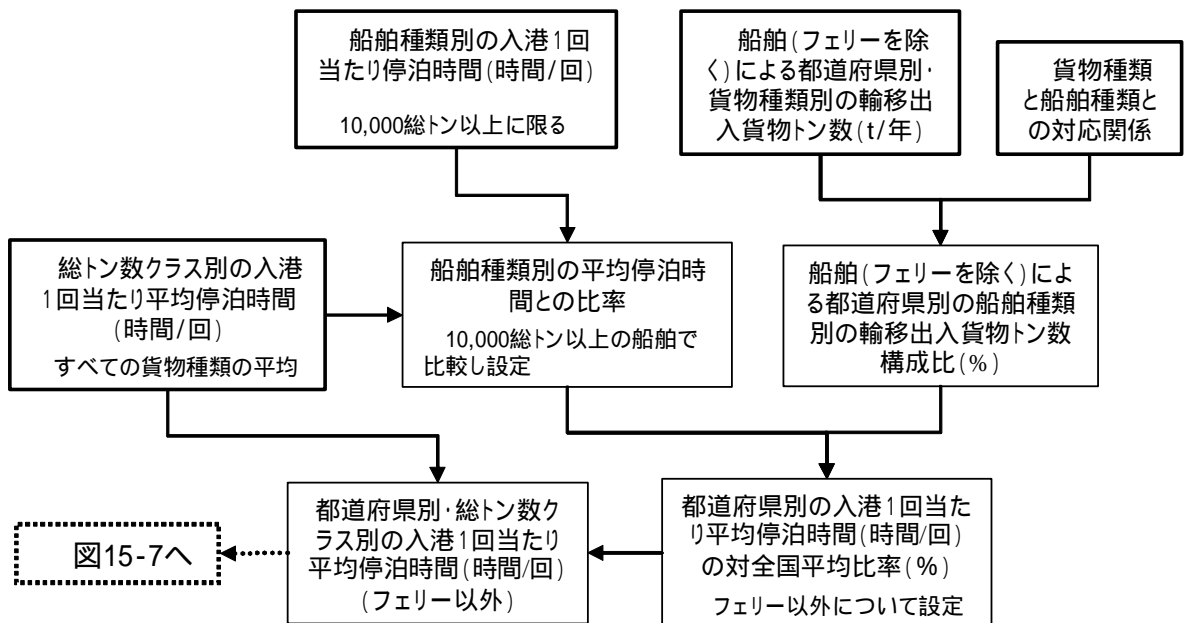 船舶種類別の入港1回
当たり停泊時間(時間/回)
10,000総トン以上に限る
船舶(フェリーを除
く)による都道府県別・
貨物種類別の輸移出
入貨物トン数(t/年)
貨物種類
と船舶種類と
の対応関係
総トン数クラス別の入港
1回当たり平均停泊時間
(時間/回)
すべての貨物種類の平均
船舶種類別の平均停泊時
間との比率
10,000総トン以上の船舶で
比較し設定
船舶(フェリーを除く)によ
る都道府県別の船舶種類
別の輸移出入貨物トン数
構成比(%)
図15-7へ
都道府県別・総トン数ク
ラス別の入港1回当たり
平均停泊時間(時間/回)
(フェリー以外)
都道府県別の入港1回当た
り平均停泊時間(時間/回)
の対全国平均比率(%)
フェリー以外について設定